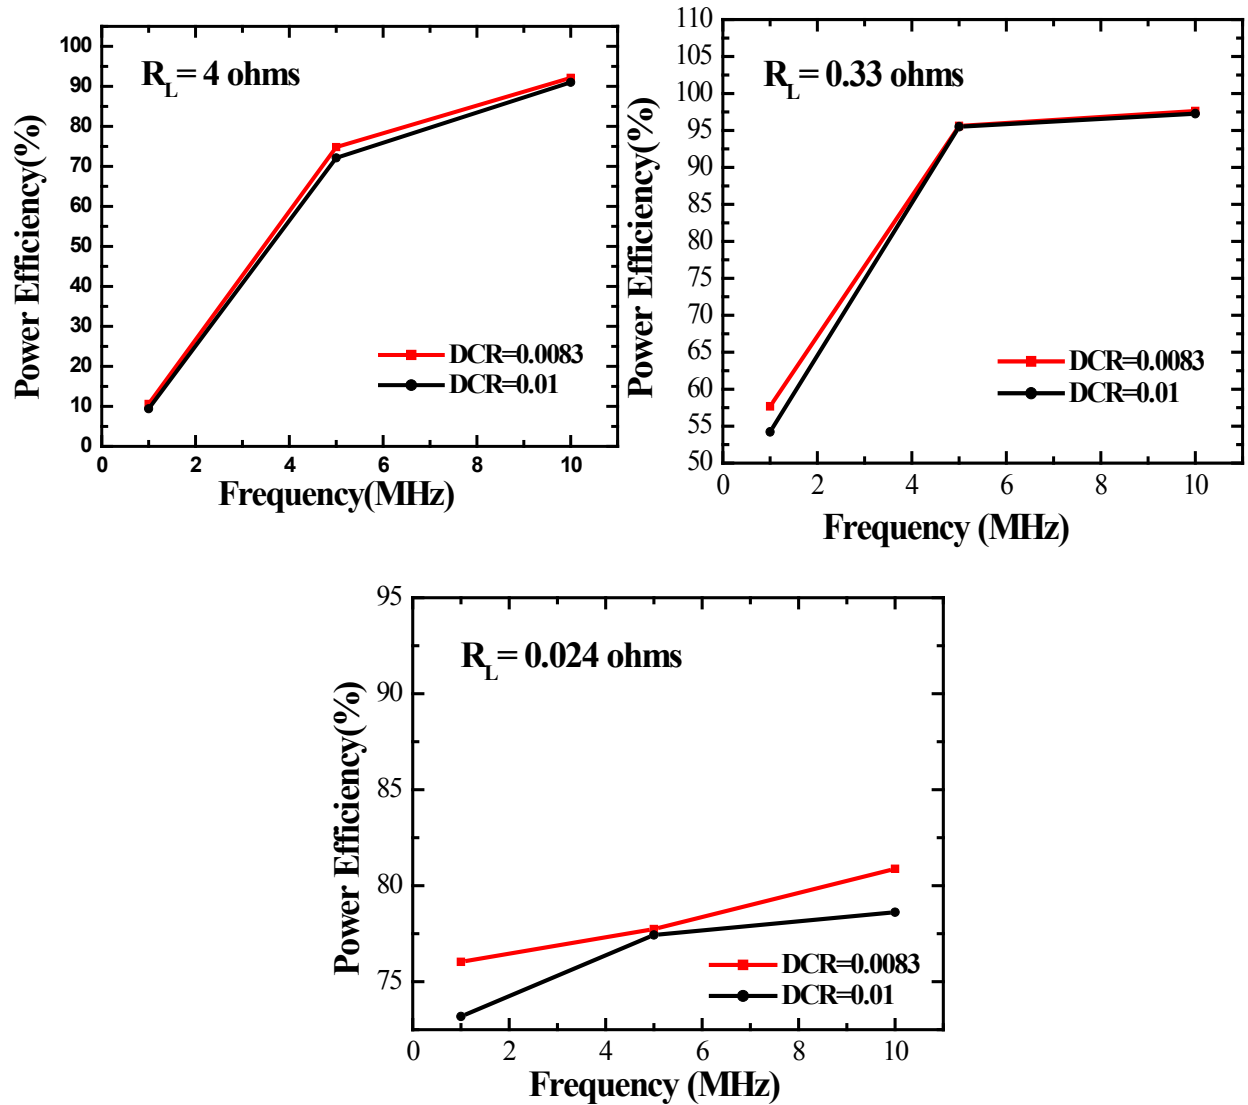 R_L= 4 ohms
Power Efficiency(%)
100
90
80
70
60
50
40
30
20
10
0
DCR=0.0083
DCR=0.01
0 2 4 6 8 10
Frequency(MHz)
R_L= 0.33 ohms
Power Efficiency(%)
110
105
100
95
90
85
80
75
70
65
60
55
50
DCR=0.0083
DCR=0.01
0 2 4 6 8 10
Frequency (MHz)
R_L= 0.024 ohms
Power Efficiency(%)
95
90
85
80
75
DCR=0.0083
DCR=0.01
0 2 4 6 8 10
Frequency (MHz)